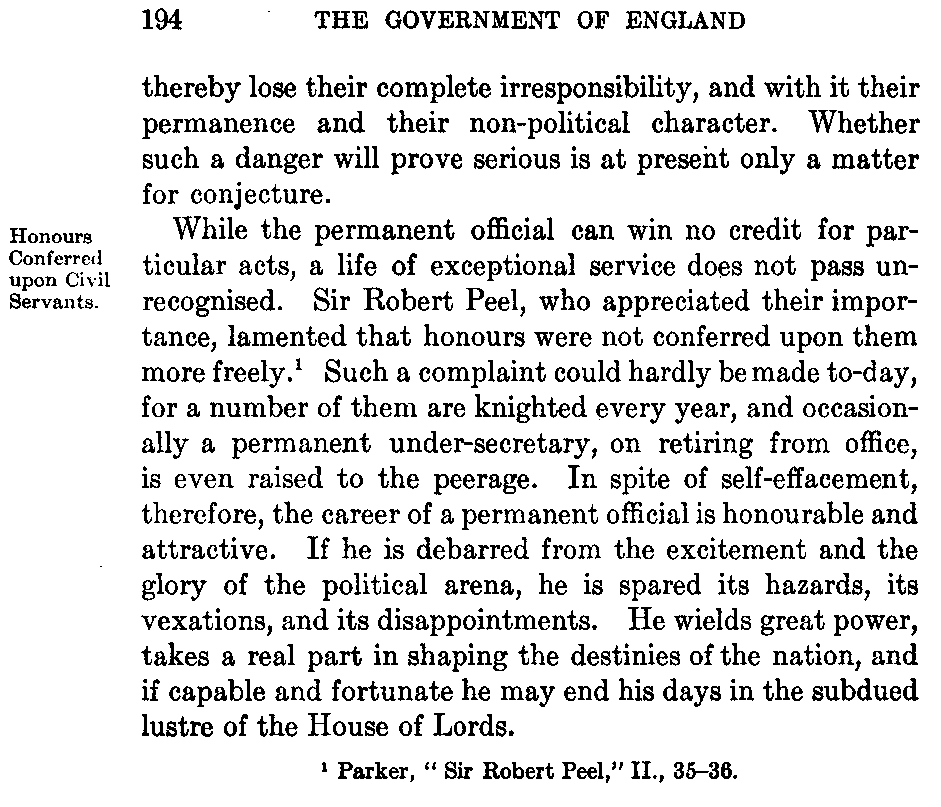 194 THE GOVERNMENT OF ENGLAND
thereby lose their complete irresponsibility, and with it their
permanence and their non-political character. Whether
such a danger will prove serious is at present only a matter
for conjecture.
Honours
Conferred
upon Civil
Servants.
While the permanent official can win no credit for par-
ticular acts, a life of exceptional service does not pass un-
recognised. Sir Robert Peel, who appreciated their impor-
tance, lamented that honours were not conferred upon them
more freely.¹ Such a complaint could hardly be made to-day,
for a number of them are knighted every year, and occasion-
ally a permanent under-secretary, on retiring from office,
is even raised to the peerage. In spite of self-effacement,
therefore, the career of a permanent official is honourable and
attractive. If he is debarred from the excitement and the
glory of the political arena, he is spared its hazards, its
vexations, and its disappointments. He wields great power,
takes a real part in shaping the destinies of the nation, and
if capable and fortunate he may end his days in the subdued
lustre of the House of Lords.
¹ Parker, “ Sir Robert Peel,” II., 35–36.